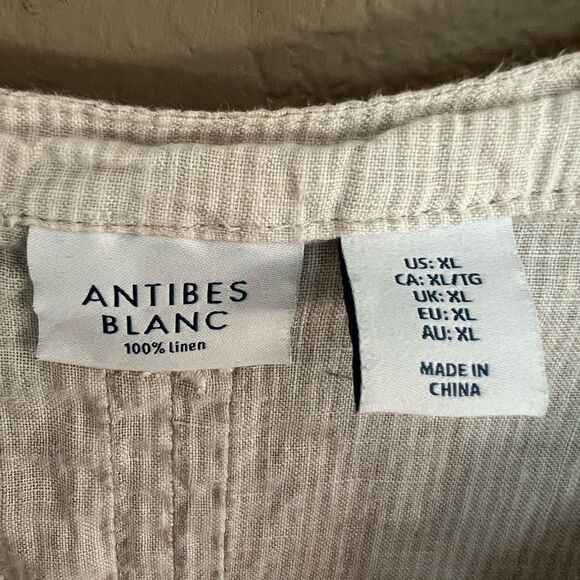 ANTIBES
BLANC
100% linen
US: XL
CA: XL/TG
UK: XL
EU: XL
AU: XL
MADE IN
CHINA